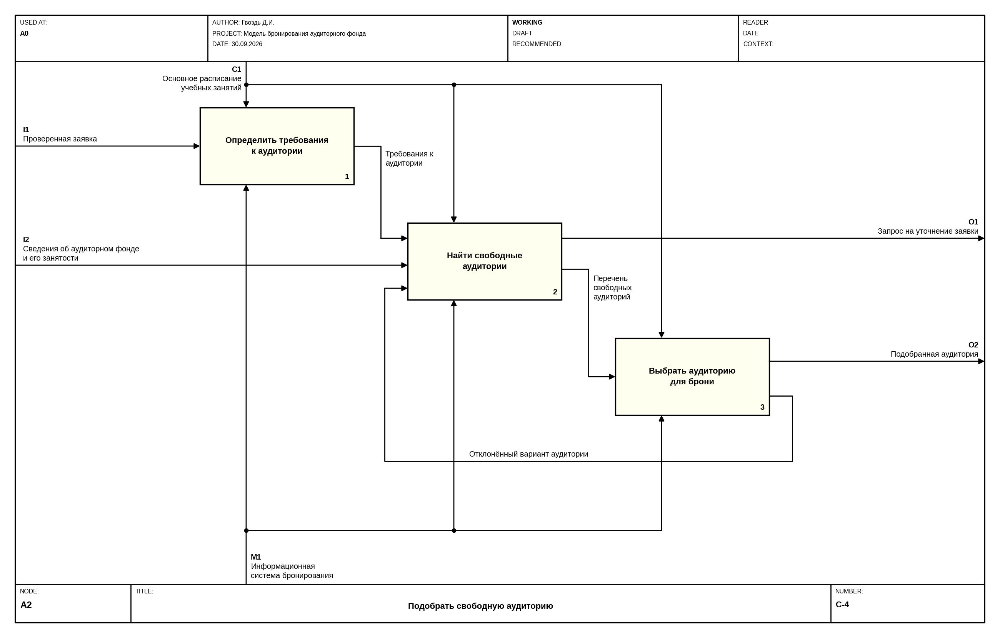 USED AT:
A0
AUTHOR: Гвоздь Д.И.
PROJECT: Модель бронирования аудиторного фонда
DATE: 30.09.2026
WORKING
DRAFT
RECOMMENDED
READER
DATE
CONTEXT:
C1
Основное расписание
учебных занятий
I1
Проверенная заявка
Определить требования
к аудитории
1
Требования к
аудитории
I2
Сведения об аудиторном фонде
и его занятости
Найти свободные
аудитории
2
O1
Запрос на уточнение заявки
Перечень
свободных
аудиторий
Выбрать аудиторию
для брони
3
O2
Подобранная аудитория
Отклонённый вариант аудитории
M1
Информационная
система бронирования
NODE:
A2
TITLE:
Подобрать свободную аудиторию
NUMBER:
C-4